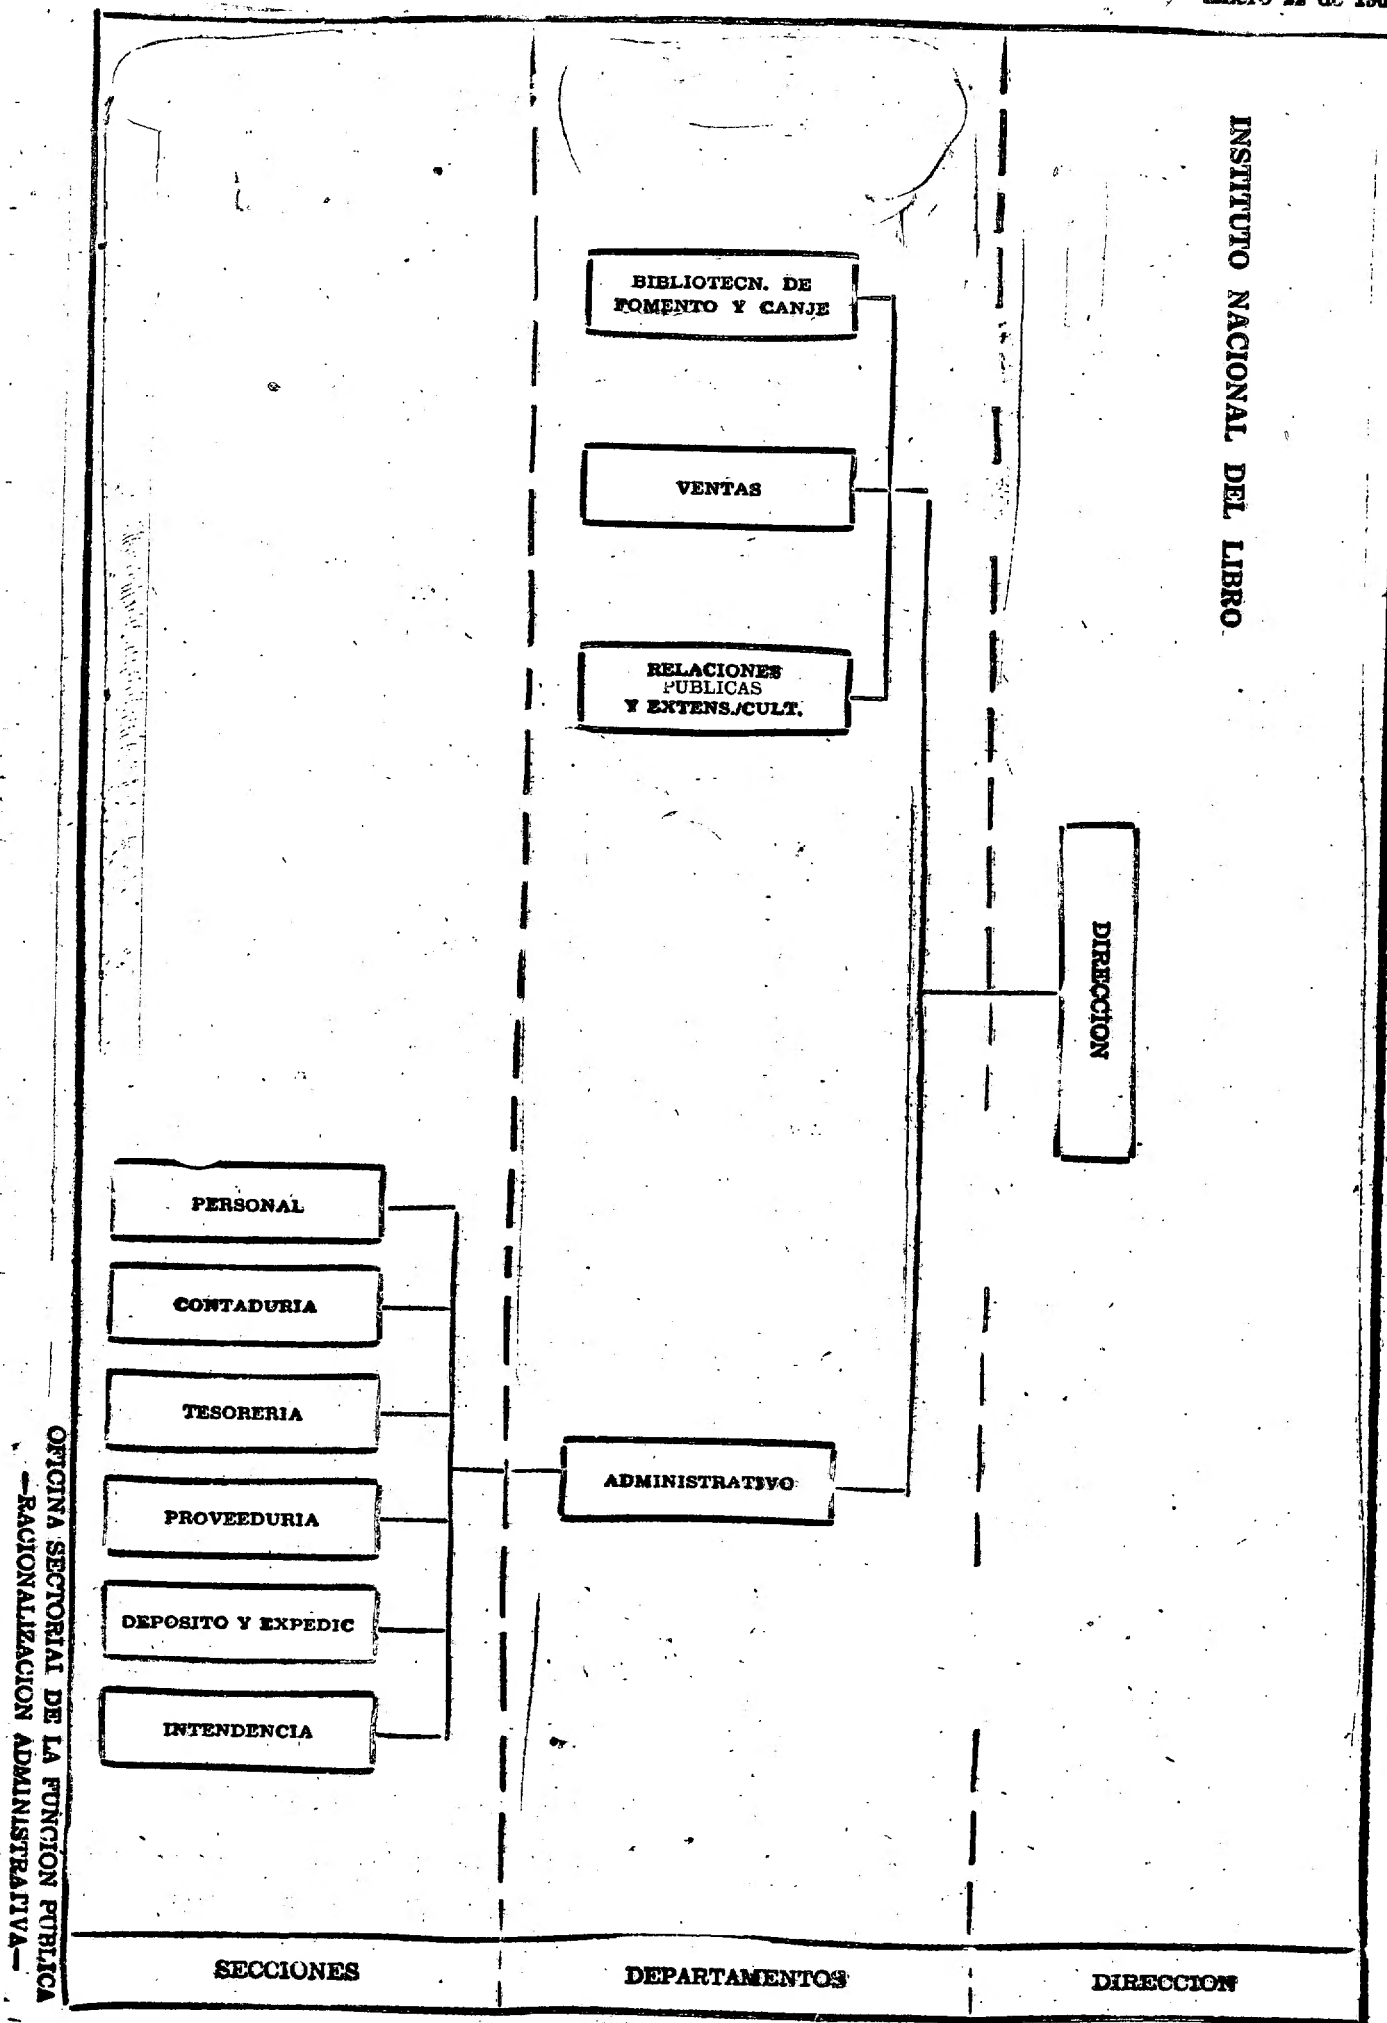 INSTITUTO NACIONAL DEL LIBRO
DIRECCION
BIBLIOTECN. DE
FOMENTO Y CANJE
VENTAS
RELACIONES
PUBLICAS
Y EXTENS./CULT.
ADMINISTRATIVO
PERSONAL
CONTADURIA
TESORERIA
PROVEEDURIA
DEPOSITO Y EXPEDIC
INTENDENCIA
SECCIONES
DEPARTAMENTOS
DIRECCION
OFICINA SECTORIAL DE LA FUNCION PUBLICA
—RACIONALIZACION ADMINISTRATIVA—